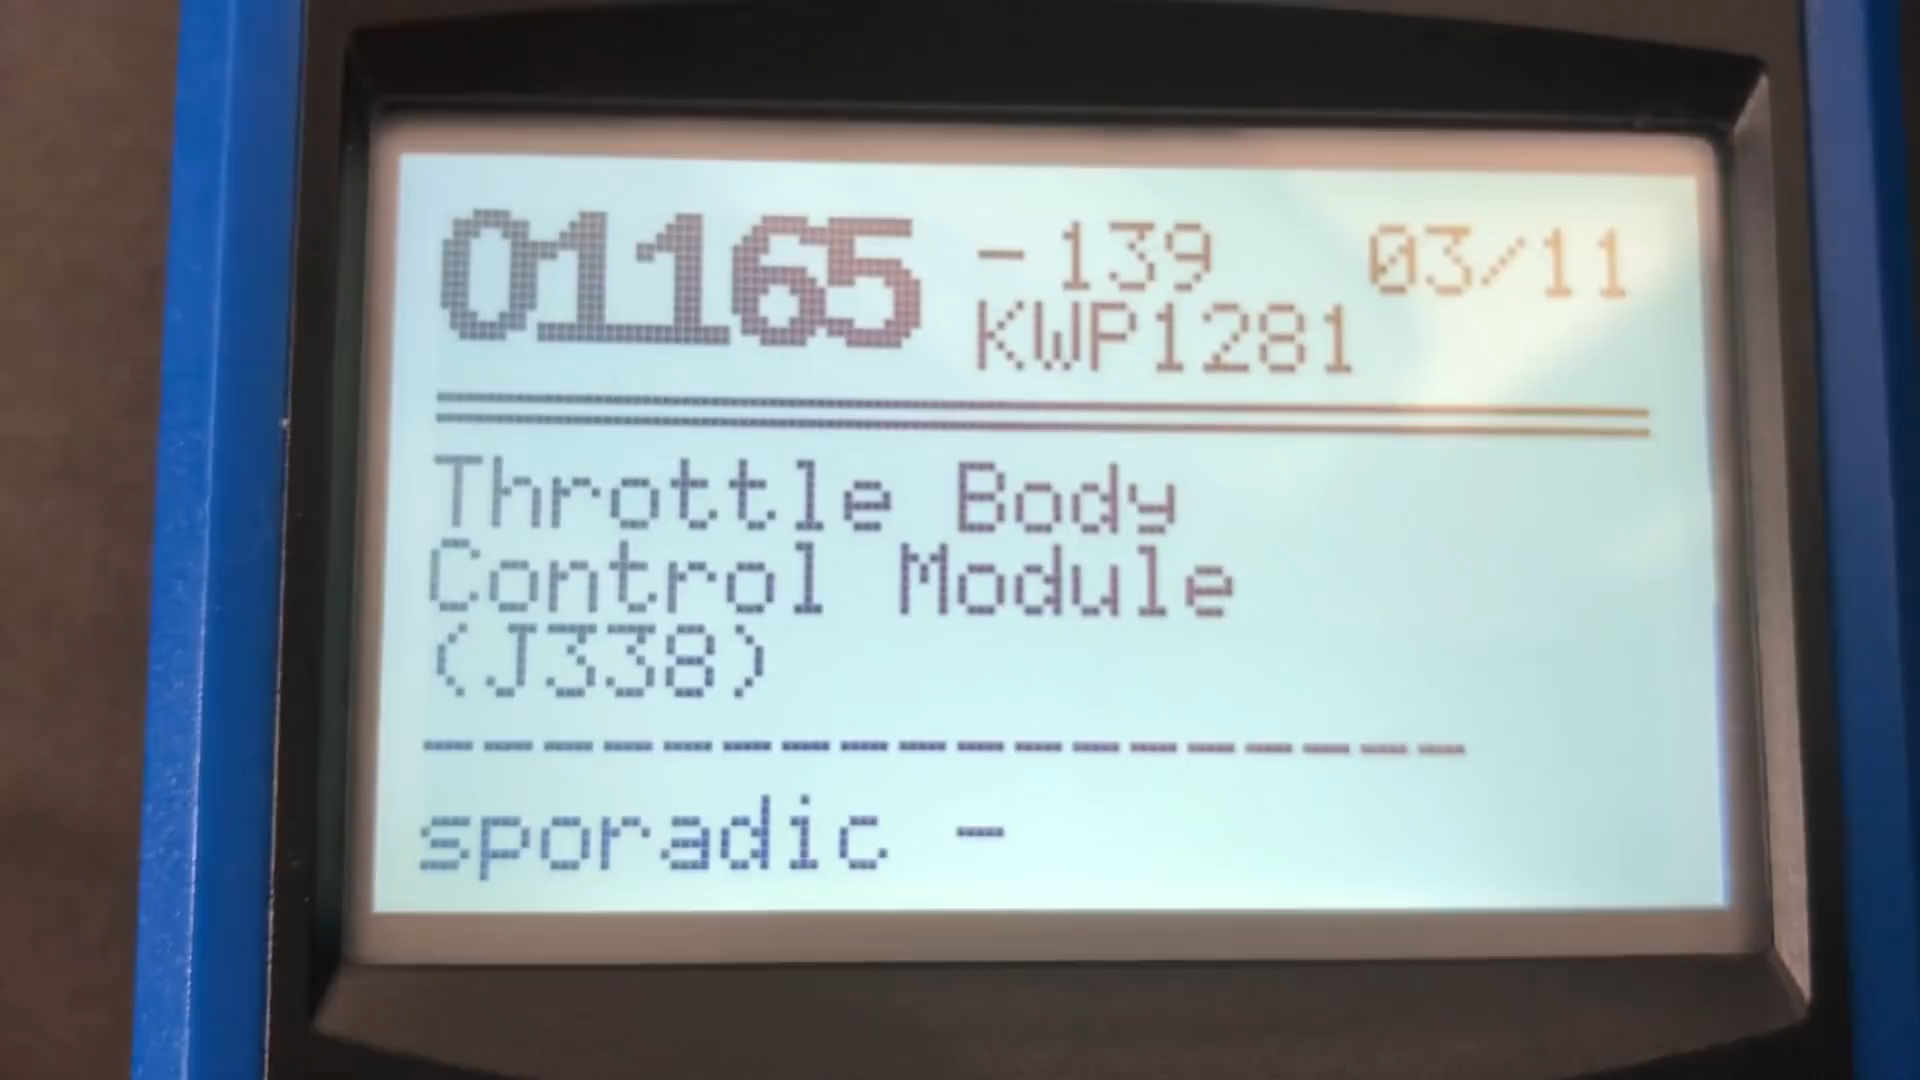 01165 -139 03/11
KWP1281
Throttle Body
Control Module
(J338)
sporadic -